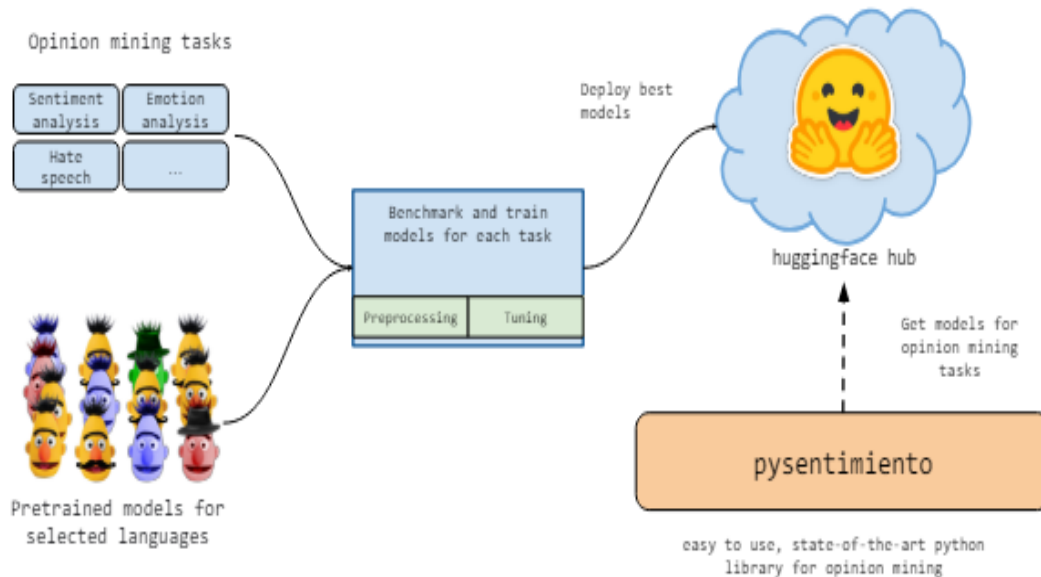 Opinion mining tasks
Sentiment
analysis
Emotion
analysis
Hate
speech
...
Pretrained models for
selected languages
Benchmark and train
models for each task
Preprocessing
Tuning
Deploy best
models
huggingface hub
Get models for
opinion mining
tasks
pysentimiento
easy to use, state-of-the-art python
library for opinion mining